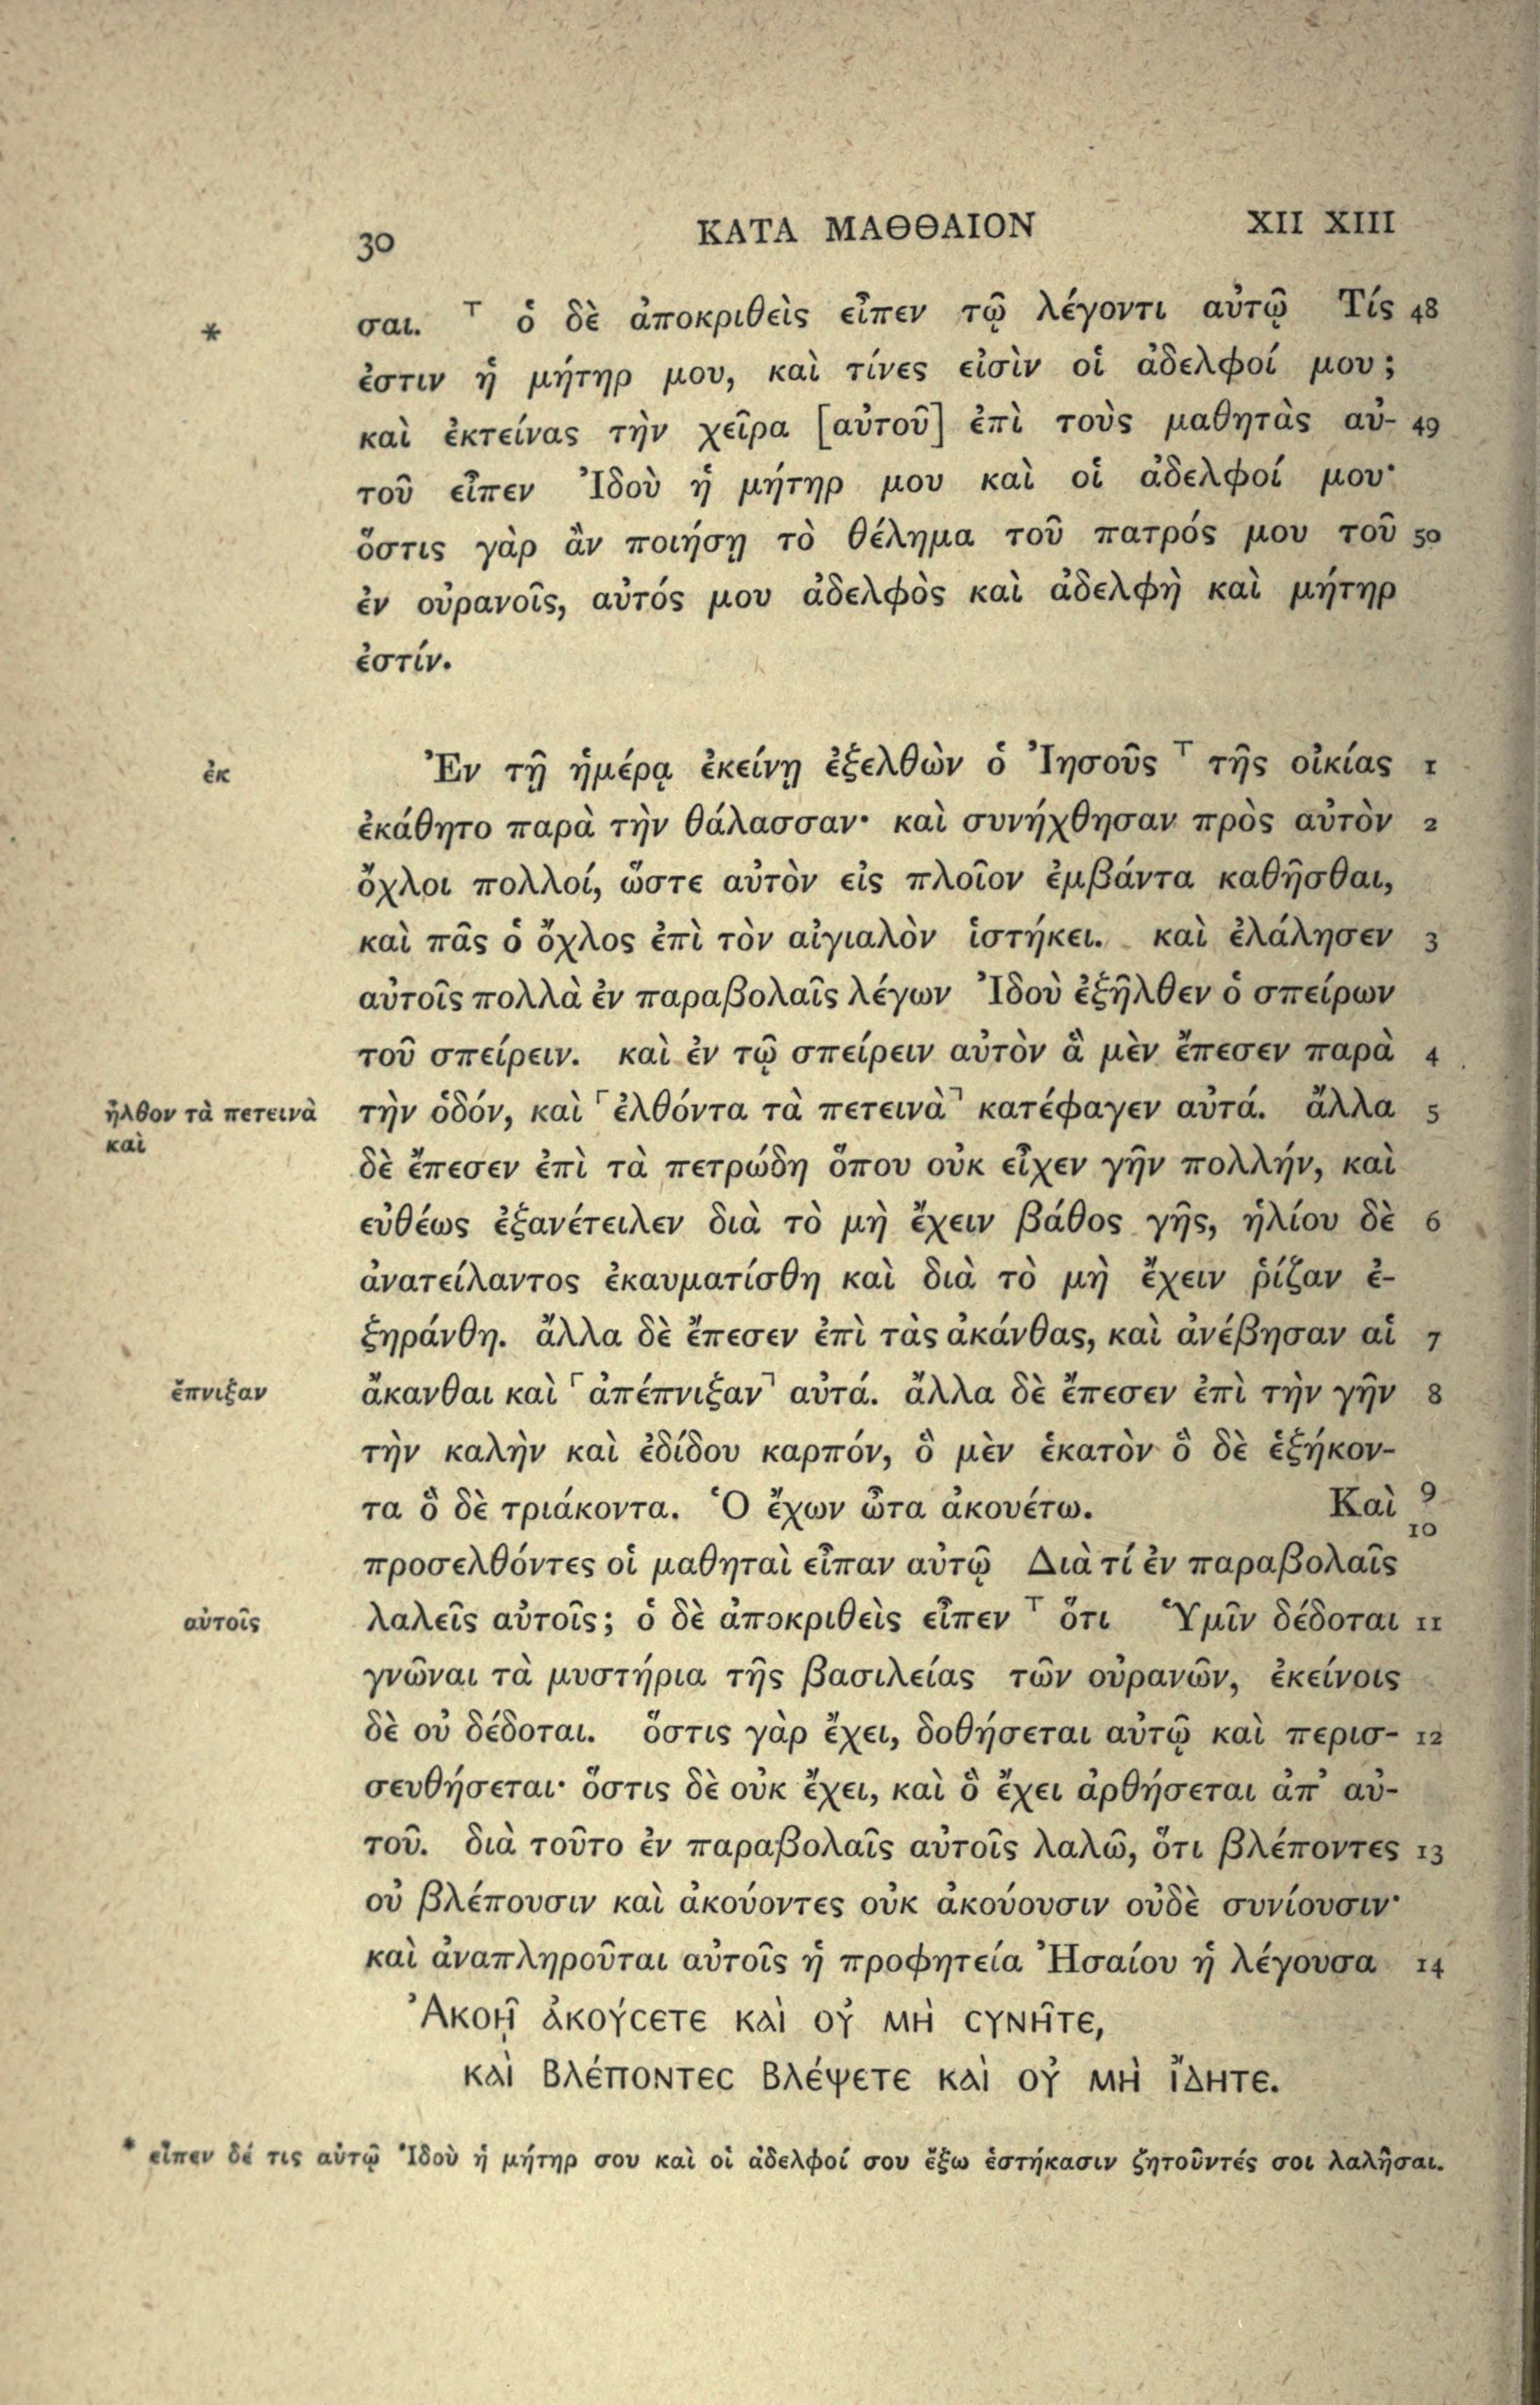 30 ΚΑΤΑ ΜΑΘΘΑΙΟΝ XII XIII
* σαι. ⸆ ὁ δὲ ἀποκριθεὶς εἶπεν τῷ λέγοντι αὐτῷ Τίς 48
ἐστιν ἡ μήτηρ μου, καὶ τίνες εἰσὶν οἱ ἀδελφοί μου;
καὶ ἐκτείνας τὴν χεῖρα [αὐτοῦ] ἐπὶ τοὺς μαθητὰς αὐ- 49
τοῦ εἶπεν Ἰδοὺ ἡ μήτηρ μου καὶ οἱ ἀδελφοί μου·
ὅστις γὰρ ἂν ποιήσῃ τὸ θέλημα τοῦ πατρός μου τοῦ 50
ἐν οὐρανοῖς, αὐτός μου ἀδελφὸς καὶ ἀδελφὴ καὶ μήτηρ
ἐστίν.
ἐκ Ἐν τῇ ἡμέρᾳ ἐκείνῃ ἐξελθὼν ὁ Ἰησοῦς ⸆ τῆς οἰκίας 1
ἐκάθητο παρὰ τὴν θάλασσαν· καὶ συνήχθησαν πρὸς αὐτὸν 2
ὄχλοι πολλοί, ὥστε αὐτὸν εἰς πλοῖον ἐμβάντα καθῆσθαι,
καὶ πᾶς ὁ ὄχλος ἐπὶ τὸν αἰγιαλὸν ἱστήκει. καὶ ἐλάλησεν 3
αὐτοῖς πολλὰ ἐν παραβολαῖς λέγων Ἰδοὺ ἐξῆλθεν ὁ σπείρων
τοῦ σπείρειν. καὶ ἐν τῷ σπείρειν αὐτὸν ἃ μὲν ἔπεσεν παρὰ 4
ἦλθον τὰ πετεινὰ τὴν ὁδόν, καὶ ⸀ἐλθόντα τὰ πετεινὰ⸃ κατέφαγεν αὐτά. ἄλλα 5
καὶ
δὲ ἔπεσεν ἐπὶ τὰ πετρώδη ὅπου οὐκ εἶχεν γῆν πολλήν, καὶ
εὐθέως ἐξανέτειλεν διὰ τὸ μὴ ἔχειν βάθος γῆς, ἡλίου δὲ 6
ἀνατείλαντος ἐκαυματίσθη καὶ διὰ τὸ μὴ ἔχειν ῥίζαν ἐ-
ξηράνθη. ἄλλα δὲ ἔπεσεν ἐπὶ τὰς ἀκάνθας, καὶ ἀνέβησαν αἱ 7
ἔπνιξαν ἄκανθαι καὶ ⸀ἀπέπνιξαν⸃ αὐτά. ἄλλα δὲ ἔπεσεν ἐπὶ τὴν γῆν 8
τὴν καλὴν καὶ ἐδίδου καρπόν, ὃ μὲν ἑκατὸν ὃ δὲ ἑξήκον-
τα ὃ δὲ τριάκοντα. Ὁ ἔχων ὦτα ἀκουέτω. Καὶ 9
10
προσελθόντες οἱ μαθηταὶ εἶπαν αὐτῷ Διὰ τί ἐν παραβολαῖς
αὐτοῖς λαλεῖς αὐτοῖς; ὁ δὲ ἀποκριθεὶς εἶπεν ⸆ ὅτι Ὑμῖν δέδοται 11
γνῶναι τὰ μυστήρια τῆς βασιλείας τῶν οὐρανῶν, ἐκείνοις
δὲ οὐ δέδοται. ὅστις γὰρ ἔχει, δοθήσεται αὐτῷ καὶ περισ- 12
σευθήσεται· ὅστις δὲ οὐκ ἔχει, καὶ ὃ ἔχει ἀρθήσεται ἀπ’ αὐ-
τοῦ. διὰ τοῦτο ἐν παραβολαῖς αὐτοῖς λαλῶ, ὅτι βλέποντες 13
οὐ βλέπουσιν καὶ ἀκούοντες οὐκ ἀκούουσιν οὐδὲ συνίουσιν·
καὶ ἀναπληροῦται αὐτοῖς ἡ προφητεία Ἠσαίου ἡ λέγουσα 14
Ἀκοῇ ἀκούσετε καὶ οὐ μὴ συνῆτε,
καὶ βλέποντες βλέψετε καὶ οὐ μὴ ἴδητε.
* εἶπεν δέ τις αὐτῷ Ἰδοὺ ἡ μήτηρ σου καὶ οἱ ἀδελφοί σου ἔξω ἑστήκασιν ζητοῦντές σοι λαλῆσαι.